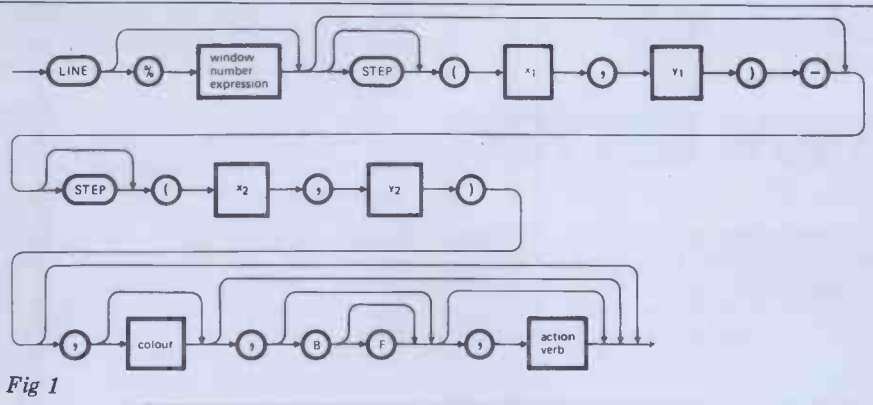 LINE % window number expression STEP ( x1 , Y1 ) -
STEP ( x2 , Y2 )
, colour , B F , action verb
Fig 1